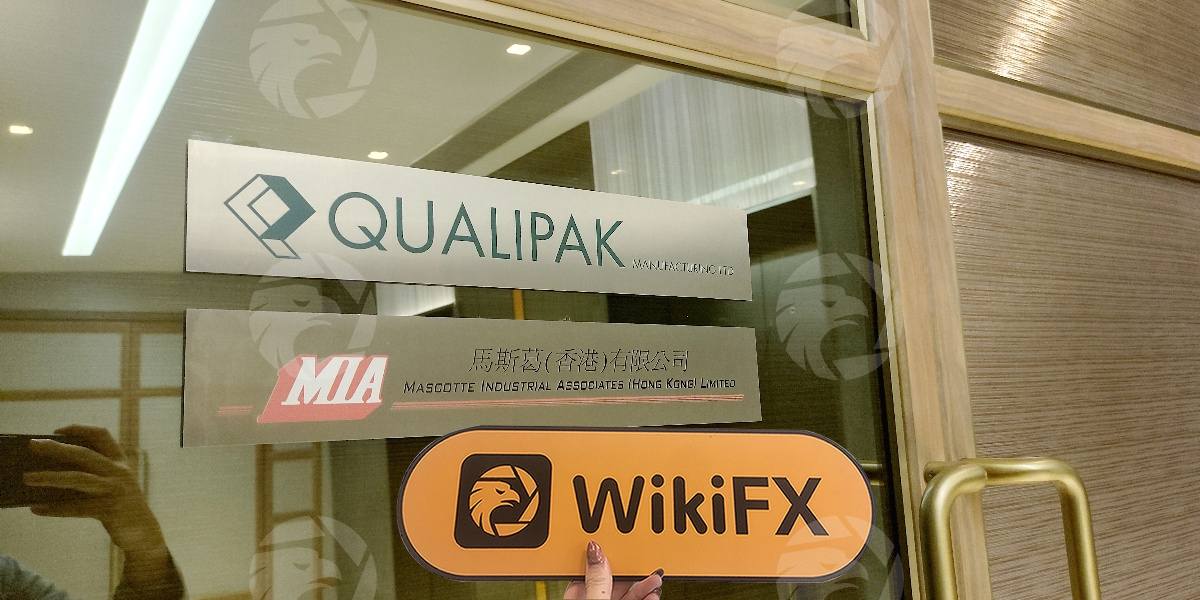 QUALIPAK
MANUFACTURING LTD
MIA
馬斯葛(香港)有限公司
MASCOTTE INDUSTRIAL ASSOCIATES (HONG KONG) LIMITED
WikiFX